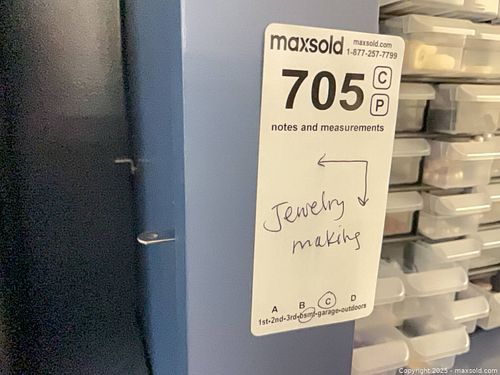 maxsold maxsold.com
1-877-257-7799
705 C
P
notes and measurements
Jewelry
making
A B C D
1st-2nd-3rd-bsmt-garage-outdoors
Copyright 2025 - maxsold.com